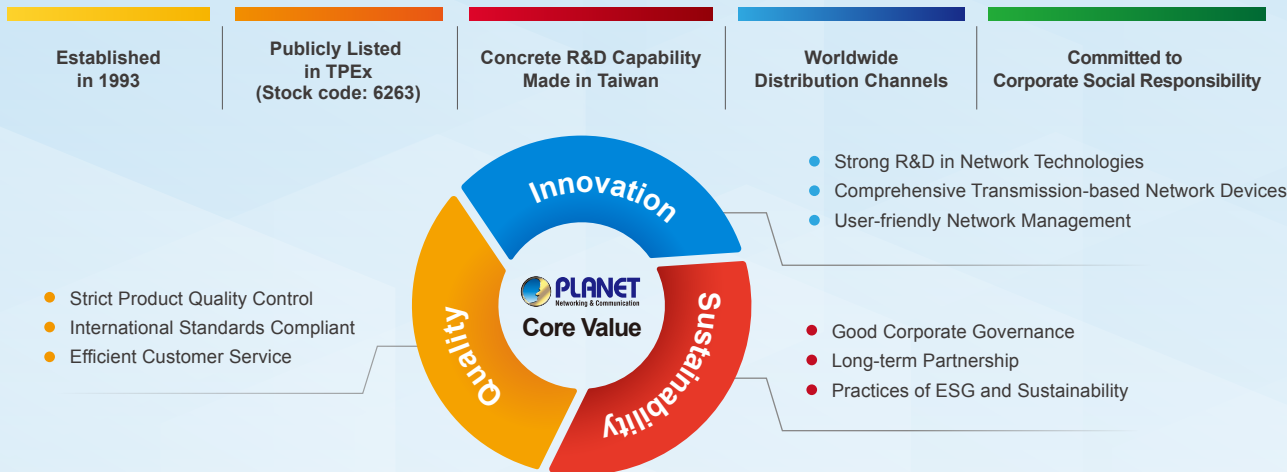 Established
in 1993
Publicly Listed
in TPEx
(Stock code: 6263)
Concrete R&D Capability
Made in Taiwan
Worldwide
Distribution Channels
Committed to
Corporate Social Responsibility
Innovation
Strong R&D in Network Technologies
Comprehensive Transmission-based Network Devices
User-friendly Network Management
PLANET
Networking & Communication
Core Value
Quality
Strict Product Quality Control
International Standards Compliant
Efficient Customer Service
Sustainability
Good Corporate Governance
Long-term Partnership
Practices of ESG and Sustainability